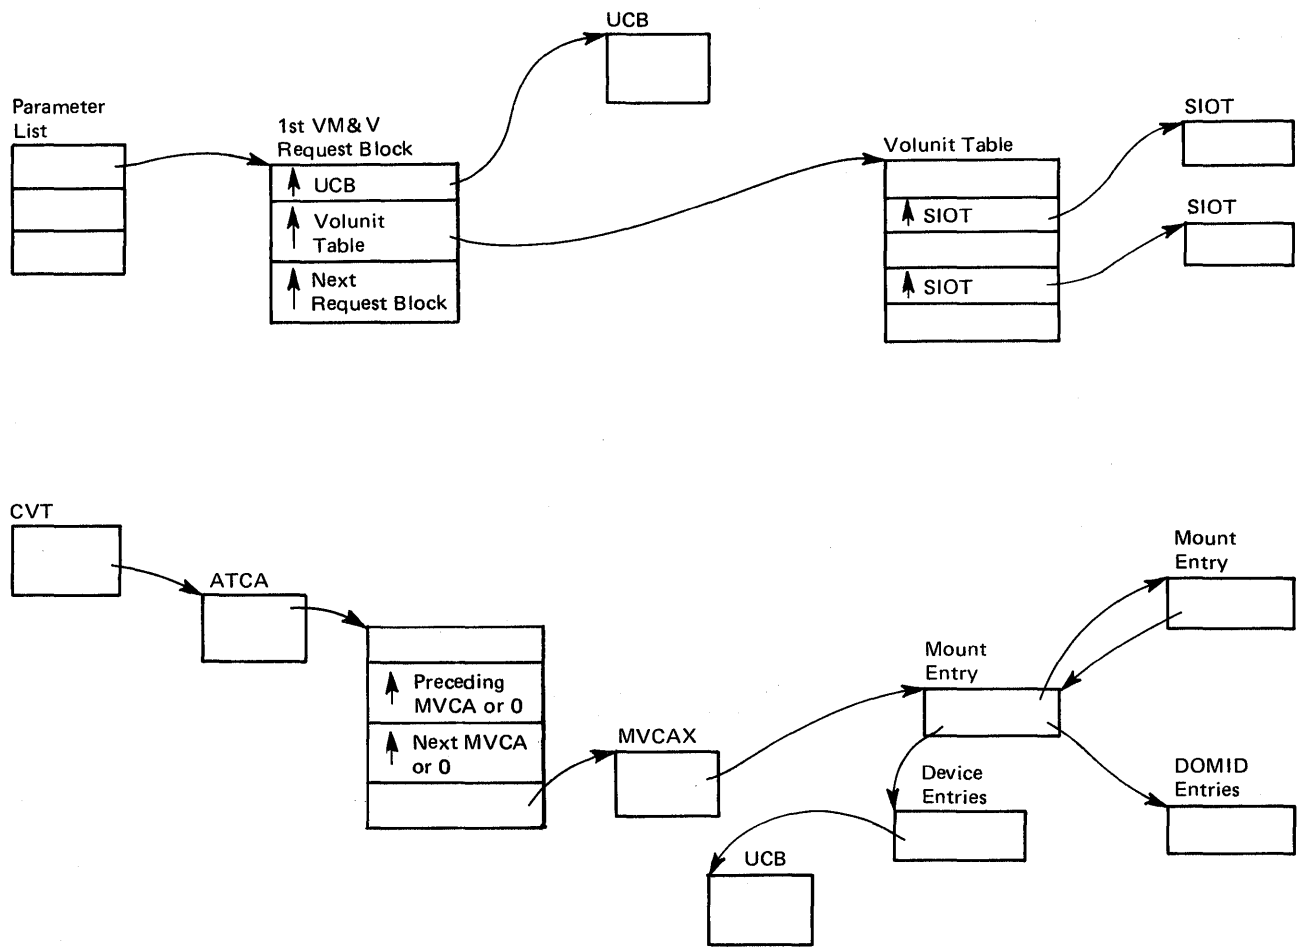 UCB
Parameter
List
1st VM&V
Request Block
UCB
Volunit
Table
Next
Request Block
Volunit Table
SIOT
SIOT
SIOT
SIOT
CVT
ATCA
Preceding
MVCA or 0
Next MVCA
or 0
MVCAX
Mount
Entry
Mount
Entry
Device
Entries
DOMID
Entries
UCB